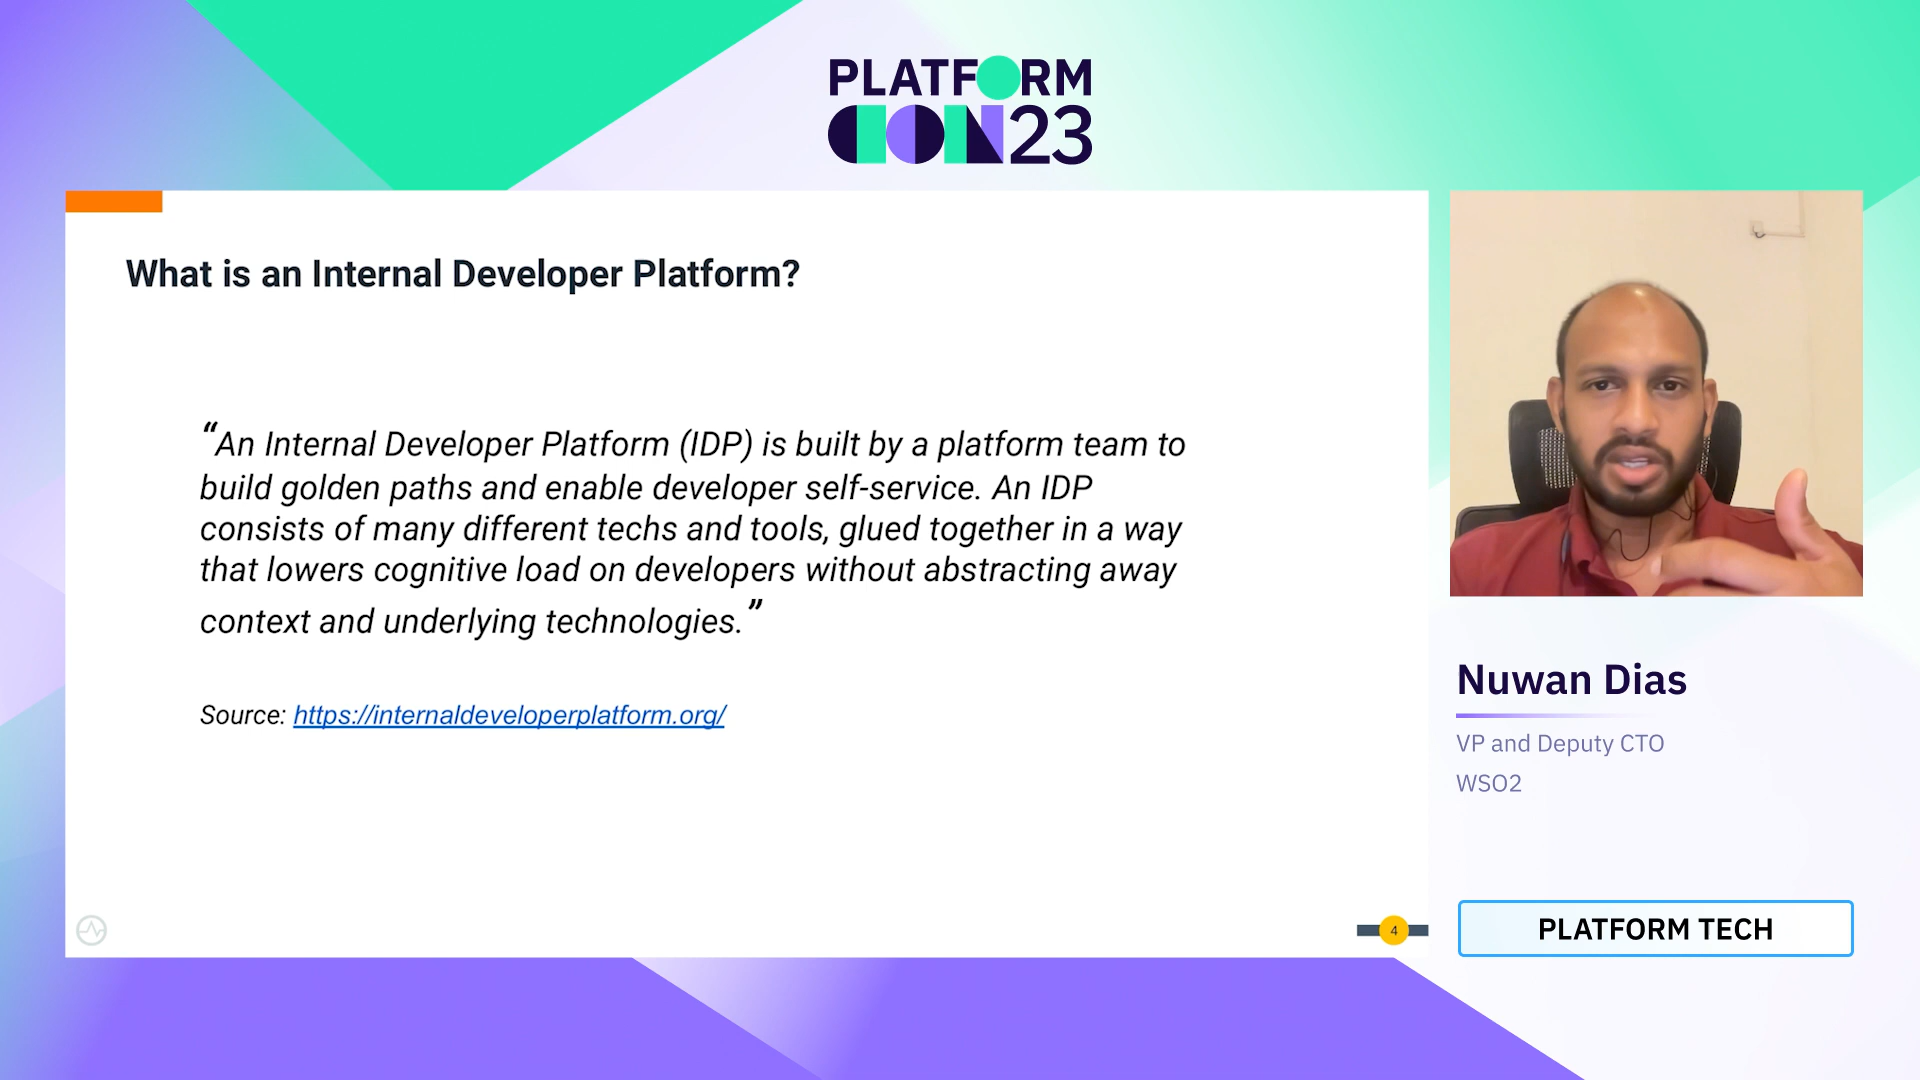 PLATFORM
CON23
What is an Internal Developer Platform?
“An Internal Developer Platform (IDP) is built by a platform team to
build golden paths and enable developer self-service. An IDP
consists of many different techs and tools, glued together in a way
that lowers cognitive load on developers without abstracting away
context and underlying technologies.”
Source: https://internaldeveloperplatform.org/
4
Nuwan Dias
VP and Deputy CTO
WSO2
PLATFORM TECH